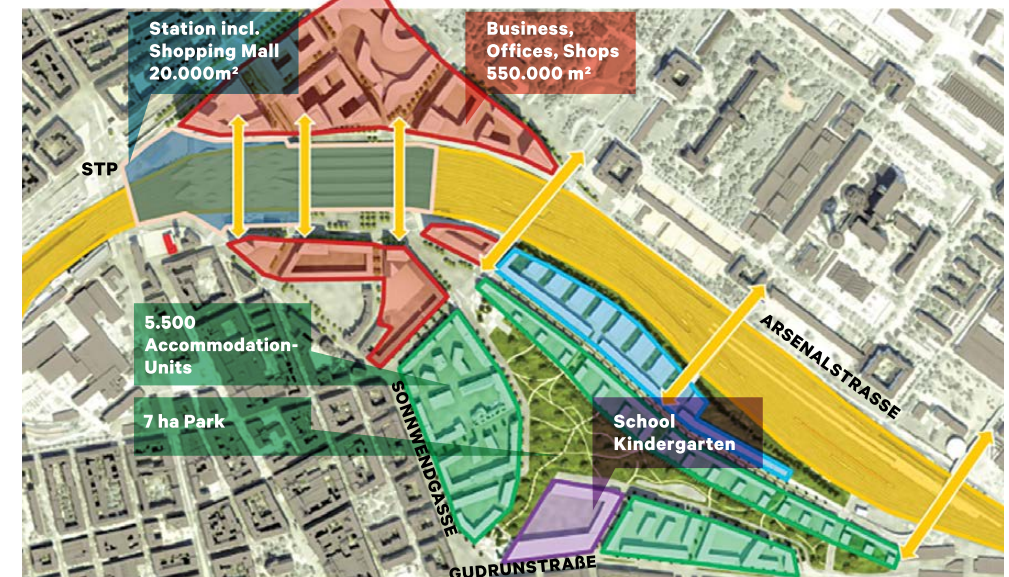 Station incl.
Shopping Mall
20.000m²
Business,
Offices, Shops
550.000 m²
STP
5.500
Accommodation-
Units
7 ha Park
School
Kindergarten
ARSENALSTRASSE
SONNWENDGASSE
GUDRUNSTRAßE